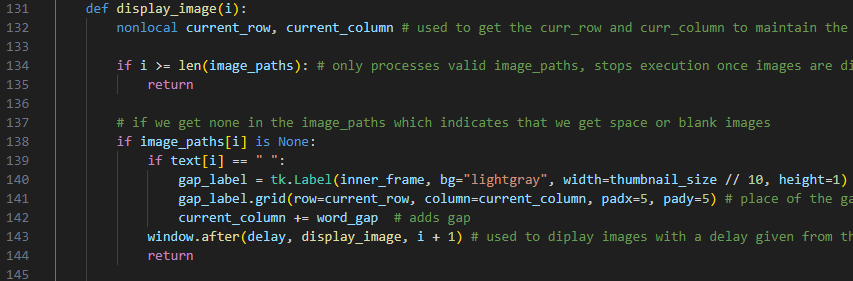 131 def display_image(i):
132 nonlocal current_row, current_column # used to get the curr_row and curr_column to maintain the
133
134 if i >= len(image_paths): # only processes valid image_paths, stops execution once images are di
135 return
136
137 # if we get none in the image_paths which indicates that we get space or blank images
138 if image_paths[i] is None:
139 if text[i] == " ":
140 gap_label = tk.Label(inner_frame, bg="lightgray", width=thumbnail_size // 10, height=1)
141 gap_label.grid(row=current_row, column=current_column, padx=5, pady=5) # place of the ga
142 current_column += word_gap # adds gap
143 window.after(delay, display_image, i + 1) # used to diplay images with a delay given from th
144 return
145